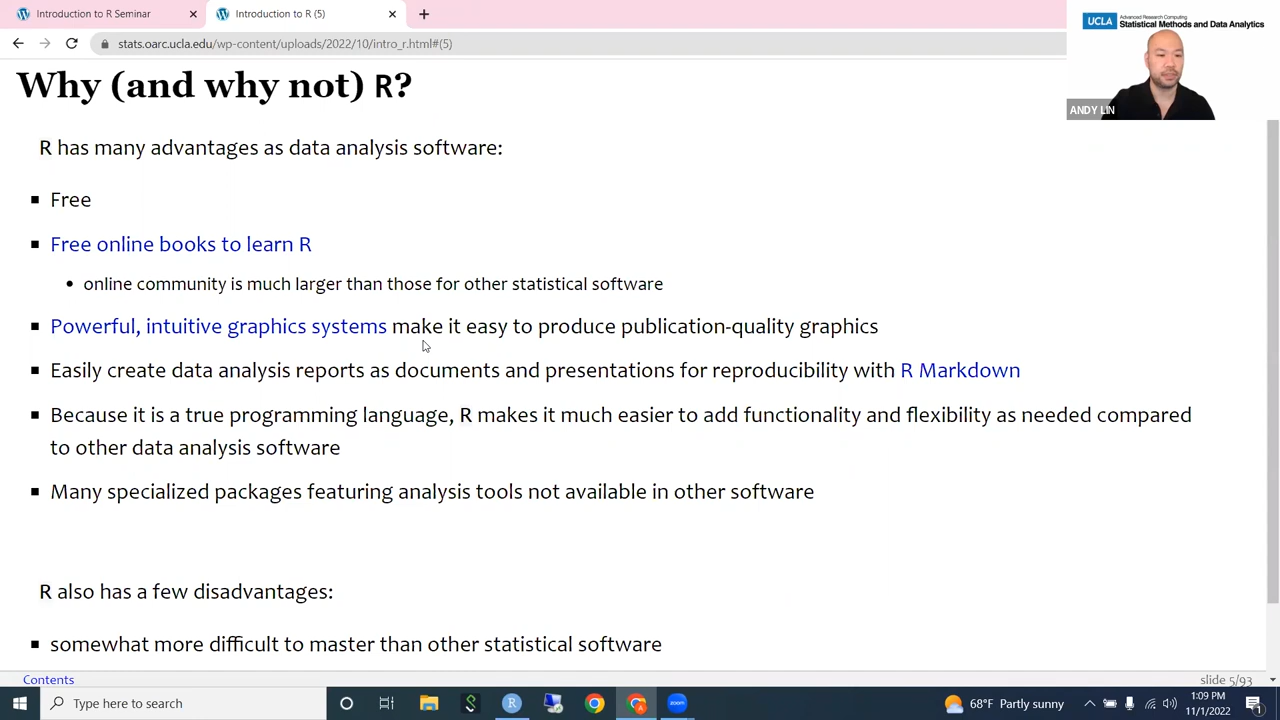 Introduction to R Seminar
Introduction to R (5)
stats.oarc.ucla.edu/wp-content/uploads/2022/10/intro_r.html#(5)
UCLA
Advanced Research Computing
Statistical Methods and Data Analytics
ANDY LIN
Why (and why not) R?
R has many advantages as data analysis software:
Free
Free online books to learn R
online community is much larger than those for other statistical software
Powerful, intuitive graphics systems make it easy to produce publication-quality graphics
Easily create data analysis reports as documents and presentations for reproducibility with R Markdown
Because it is a true programming language, R makes it much easier to add functionality and flexibility as needed compared
to other data analysis software
Many specialized packages featuring analysis tools not available in other software
R also has a few disadvantages:
somewhat more difficult to master than other statistical software
Contents
slide 5/93
Type here to search
zoom
68°F Partly sunny
1:09 PM
11/1/2022
1